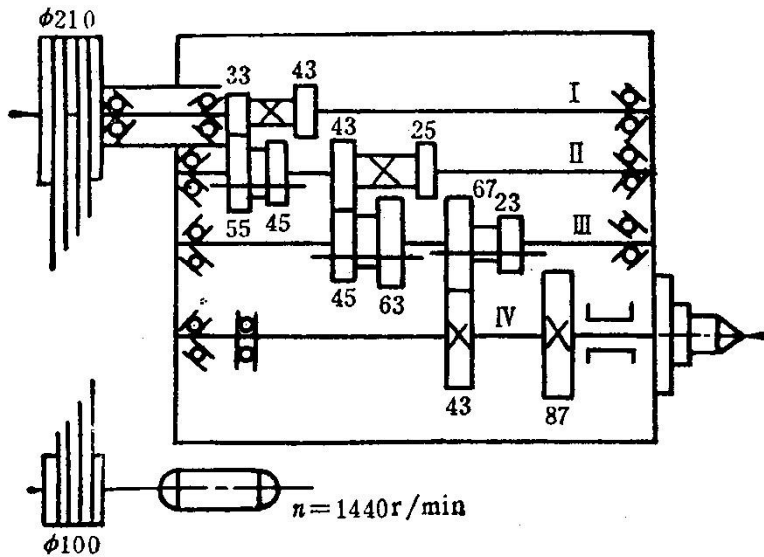 φ210
33 43
I
43 25
II
55 45
67 23
III
45 63
IV
43 87
n=1440r/min
φ100